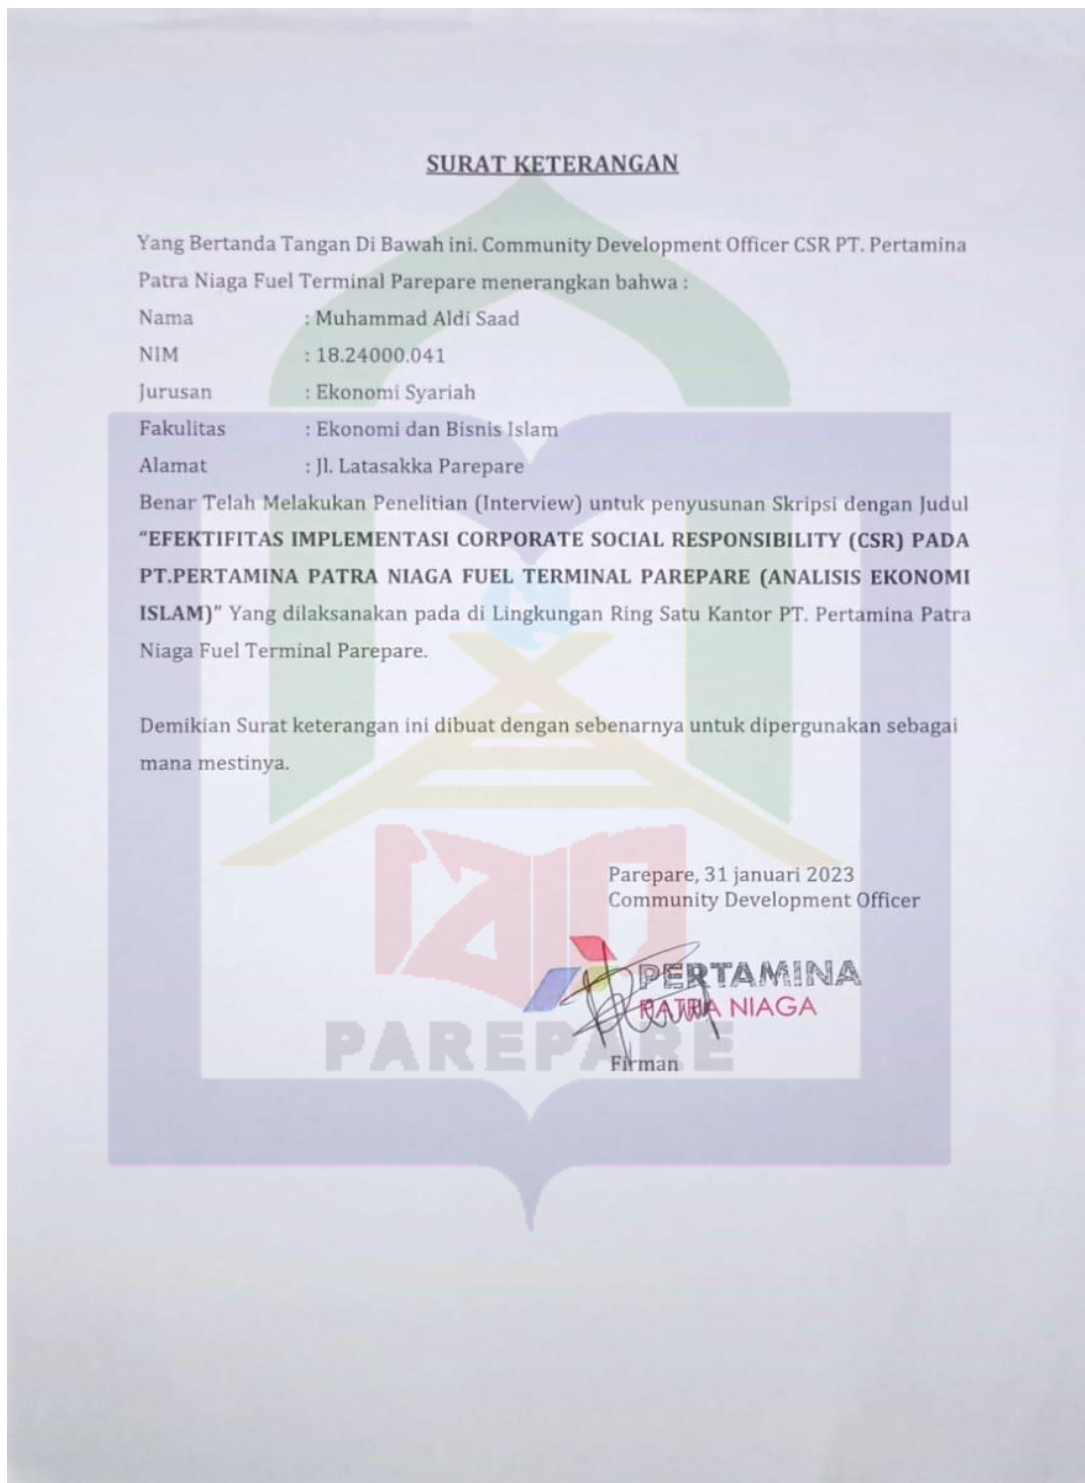 SURAT KETERANGAN
Yang Bertanda Tangan Di Bawah ini. Community Development Officer CSR PT. Pertamina
Patra Niaga Fuel Terminal Parepare menerangkan bahwa :
Nama : Muhammad Aldi Saad
NIM : 18.24000.041
Jurusan : Ekonomi Syariah
Fakulitas : Ekonomi dan Bisnis Islam
Alamat : Jl. Latasakka Parepare
Benar Telah Melakukan Penelitian (Interview) untuk penyusunan Skripsi dengan Judul
"EFEKTIFITAS IMPLEMENTASI CORPORATE SOCIAL RESPONSIBILITY (CSR) PADA
PT.PERTAMINA PATRA NIAGA FUEL TERMINAL PAREPARE (ANALISIS EKONOMI
ISLAM)" Yang dilaksanakan pada di Lingkungan Ring Satu Kantor PT. Pertamina Patra
Niaga Fuel Terminal Parepare.
Demikian Surat keterangan ini dibuat dengan sebenarnya untuk dipergunakan sebagai
mana mestinya.
Parepare, 31 januari 2023
Community Development Officer
PERTAMINA
PATRA NIAGA
Firman
iain
PAREPARE